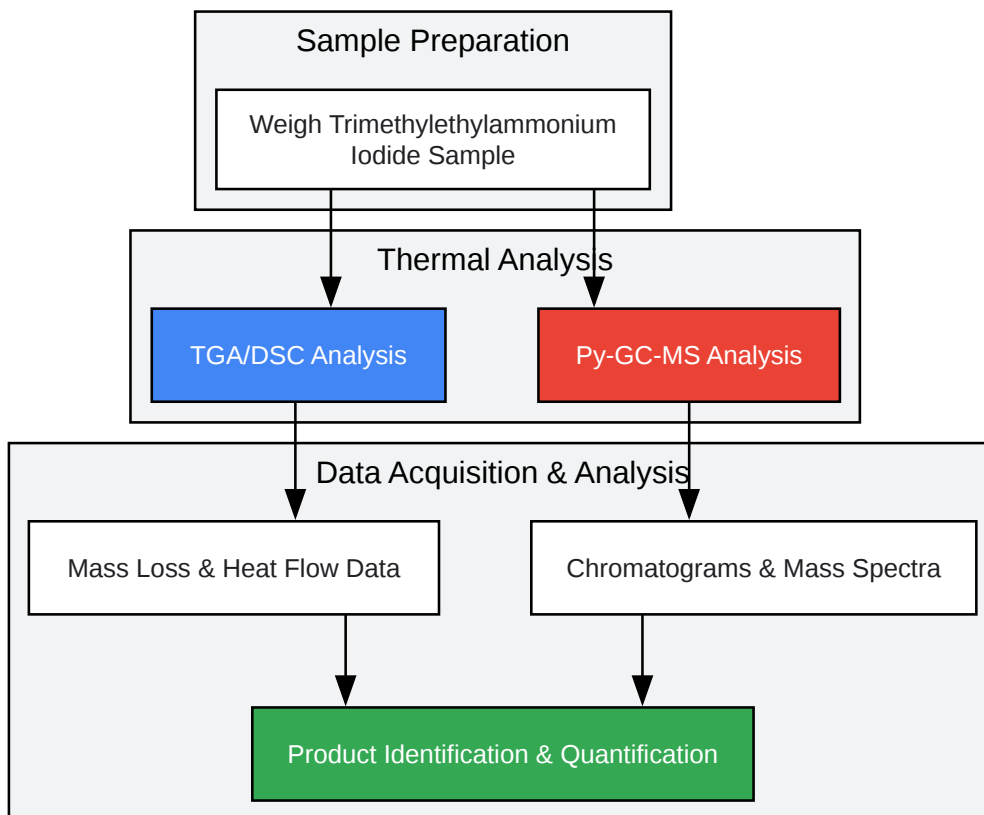 Sample Preparation
Weigh Trimethylethylammonium
Iodide Sample
Thermal Analysis
TGA/DSC Analysis
Py-GC-MS Analysis
Data Acquisition & Analysis
Mass Loss & Heat Flow Data
Chromatograms & Mass Spectra
Product Identification & Quantification